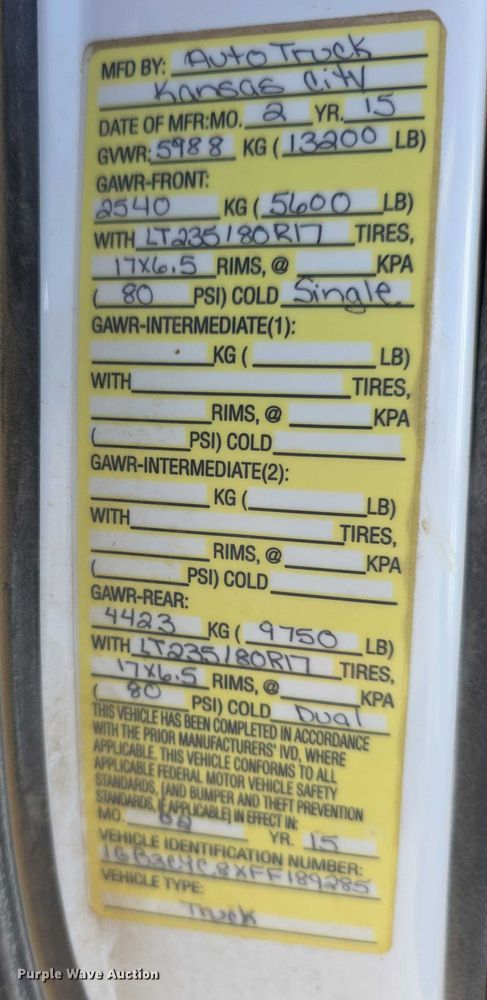 MFD BY: Auto Truck
Kansas City
DATE OF MFR:MO. 2 YR. 15
GVWR: 5988 KG ( 13200 LB)
GAWR-FRONT:
2540 KG ( 5600 LB)
WITH LT235/80R17 TIRES,
17x6.5 RIMS, @ KPA
( 80 PSI) COLD Single
GAWR-INTERMEDIATE(1):
KG ( LB)
WITH TIRES,
RIMS, @ KPA
( PSI) COLD
GAWR-INTERMEDIATE(2):
KG ( LB)
WITH TIRES,
RIMS, @ KPA
( PSI) COLD
GAWR-REAR:
4423 KG ( 9750 LB)
WITH LT235/80R17 TIRES,
17x6.5 RIMS, @ KPA
( 80 PSI) COLD Dual
THIS VEHICLE HAS BEEN COMPLETED IN ACCORDANCE
WITH THE PRIOR MANUFACTURERS' IVD, WHERE
APPLICABLE. THIS VEHICLE CONFORMS TO ALL
APPLICABLE FEDERAL MOTOR VEHICLE SAFETY
STANDARDS, [AND BUMPER AND THEFT PREVENTION
STANDARDS, IF APPLICABLE] IN EFFECT IN:
MO. 02 YR. 15
VEHICLE IDENTIFICATION NUMBER:
1GB3CYC8XFF189285
VEHICLE TYPE:
Truck
Purple Wave Auction